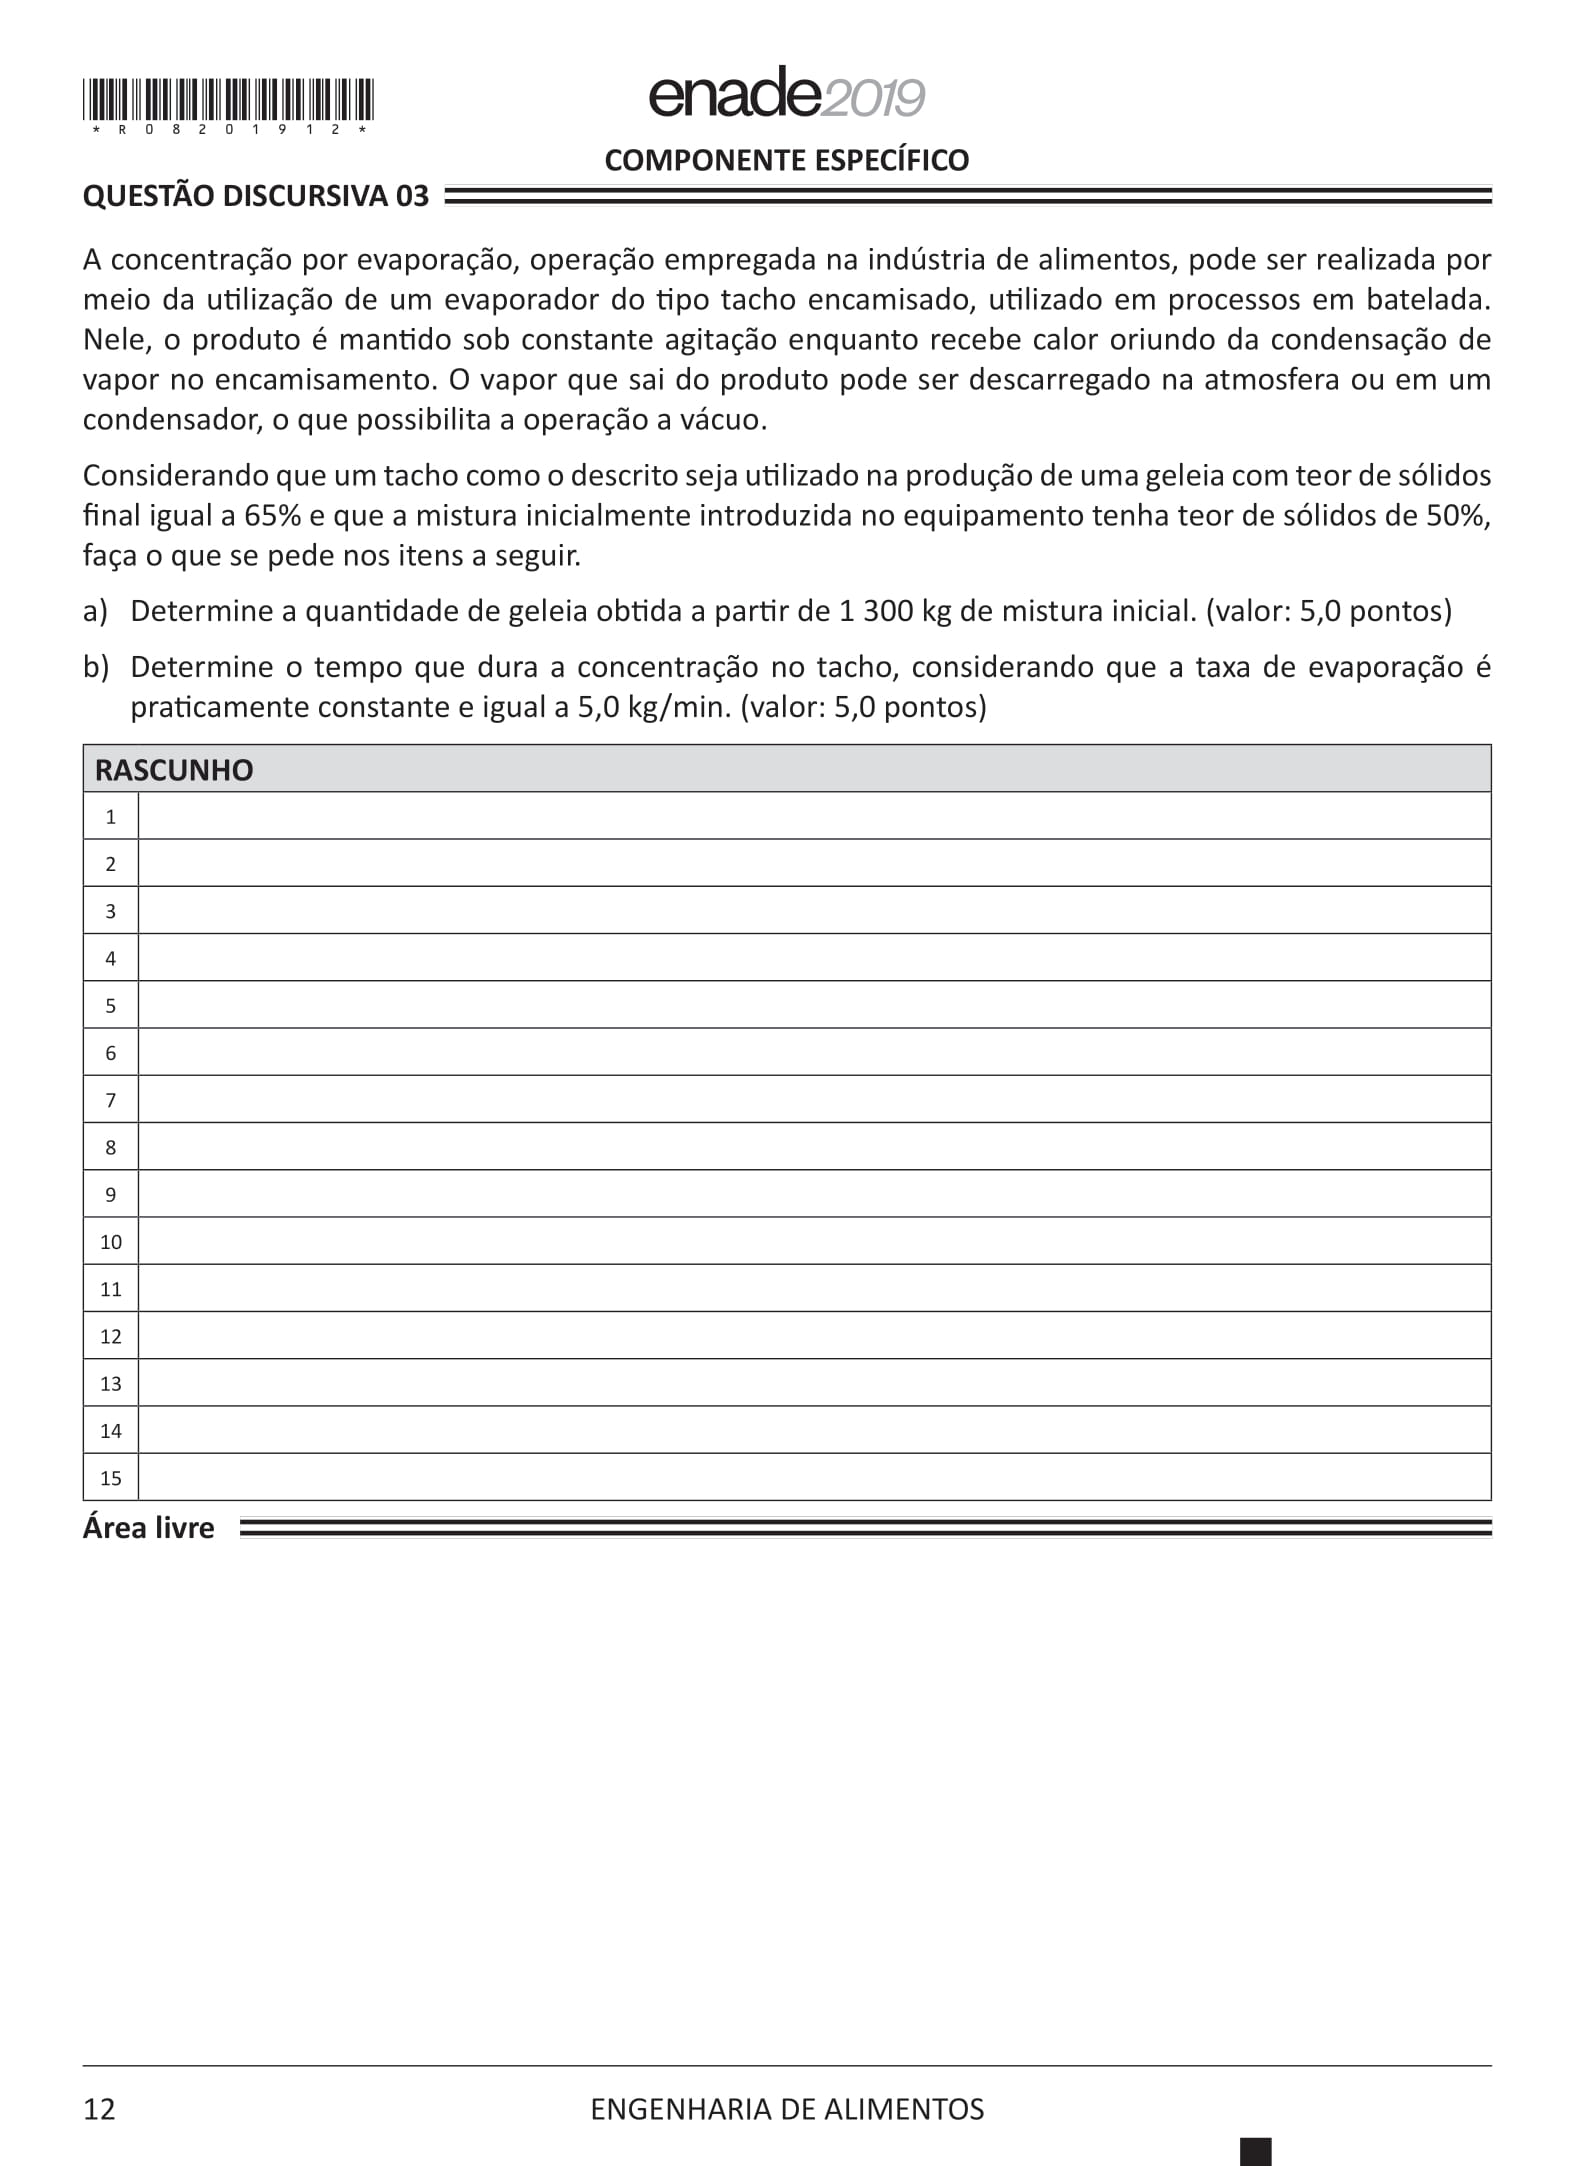 *R08201912*
enade2019
COMPONENTE ESPECÍFICO
QUESTÃO DISCURSIVA 03
A concentração por evaporação, operação empregada na indústria de alimentos, pode ser realizada por
meio da utilização de um evaporador do tipo tacho encamisado, utilizado em processos em batelada.
Nele, o produto é mantido sob constante agitação enquanto recebe calor oriundo da condensação de
vapor no encamisamento. O vapor que sai do produto pode ser descarregado na atmosfera ou em um
condensador, o que possibilita a operação a vácuo.
Considerando que um tacho como o descrito seja utilizado na produção de uma geleia com teor de sólidos
final igual a 65% e que a mistura inicialmente introduzida no equipamento tenha teor de sólidos de 50%,
faça o que se pede nos itens a seguir.
a) Determine a quantidade de geleia obtida a partir de 1 300 kg de mistura inicial. (valor: 5,0 pontos)
b) Determine o tempo que dura a concentração no tacho, considerando que a taxa de evaporação é
praticamente constante e igual a 5,0 kg/min. (valor: 5,0 pontos)
RASCUNHO
1
2
3
4
5
6
7
8
9
10
11
12
13
14
15
Área livre
12 ENGENHARIA DE ALIMENTOS